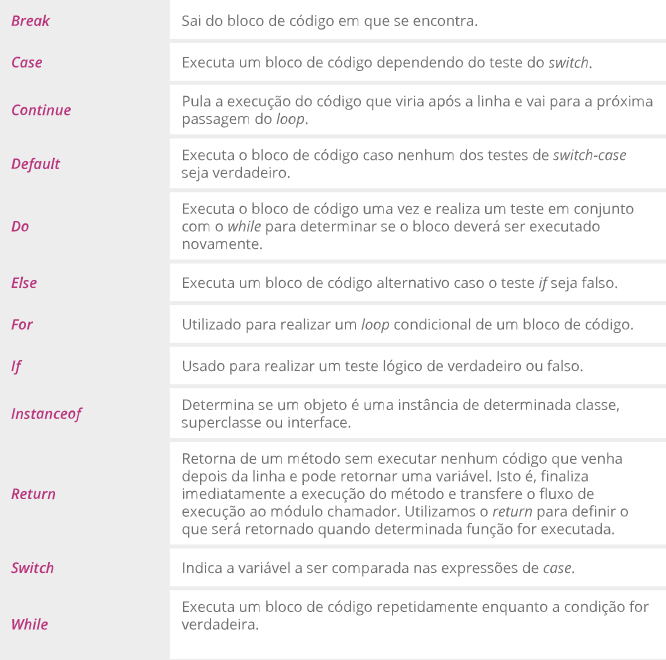 Break
Sai do bloco de código em que se encontra.
Case
Executa um bloco de código dependendo do teste do switch.
Continue
Pula a execução do código que viria após a linha e vai para a próxima
passagem do loop.
Default
Executa o bloco de código caso nenhum dos testes de switch-case
seja verdadeiro.
Do
Executa o bloco de código uma vez e realiza um teste em conjunto
com o while para determinar se o bloco deverá ser executado
novamente.
Else
Executa um bloco de código alternativo caso o teste if seja falso.
For
Utilizado para realizar um loop condicional de um bloco de código.
If
Usado para realizar um teste lógico de verdadeiro ou falso.
Instanceof
Determina se um objeto é uma instância de determinada classe,
superclasse ou interface.
Return
Retorna de um método sem executar nenhum código que venha
depois da linha e pode retornar uma variável. Isto é, finaliza
imediatamente a execução do método e transfere o fluxo de
execução ao módulo chamador. Utilizamos o return para definir o
que será retornado quando determinada função for executada.
Switch
Indica a variável a ser comparada nas expressões de case.
While
Executa um bloco de código repetidamente enquanto a condição for
verdadeira.